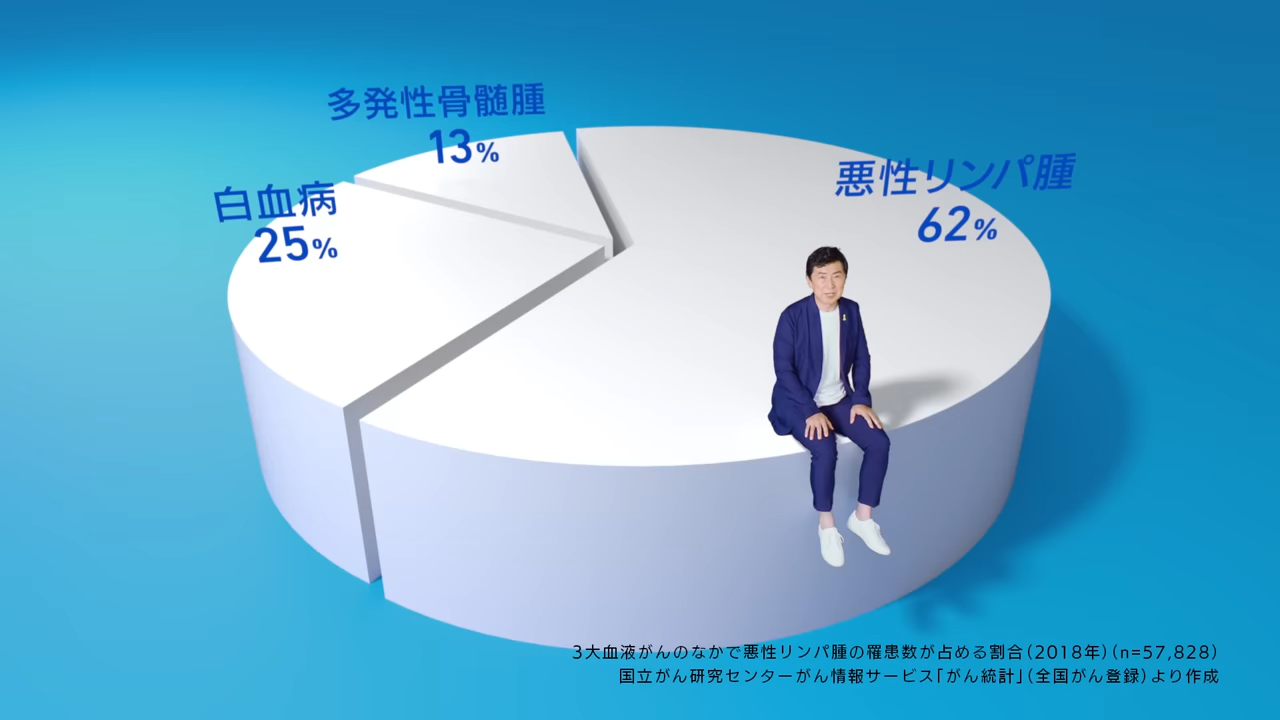 多発性骨髄腫
13%
白血病
25%
悪性リンパ腫
62%
3大血液がんのなかで悪性リンパ腫の罹患数が占める割合(2018年)(n=57,828)
国立がん研究センターがん情報サービス「がん統計」(全国がん登録)より作成